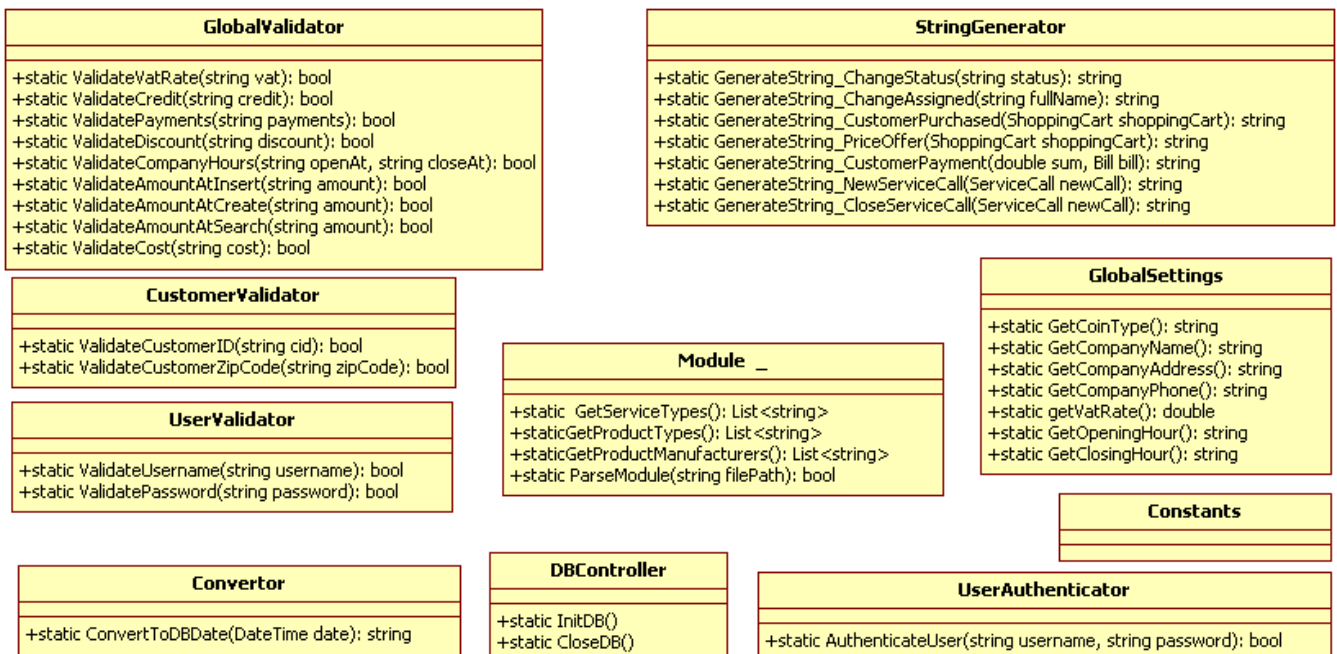 GlobalValidator
+static ValidateVatRate(string vat): bool
+static ValidateCredit(string credit): bool
+static ValidatePayments(string payments): bool
+static ValidateDiscount(string discount): bool
+static ValidateCompanyHours(string openAt, string closeAt): bool
+static ValidateAmountAtInsert(string amount): bool
+static ValidateAmountAtCreate(string amount): bool
+static ValidateAmountAtSearch(string amount): bool
+static ValidateCost(string cost): bool
StringGenerator
+static GenerateString_ChangeStatus(string status): string
+static GenerateString_ChangeAssigned(string fullName): string
+static GenerateString_CustomerPurchased(ShoppingCart shoppingCart): string
+static GenerateString_PriceOffer(ShoppingCart shoppingCart): string
+static GenerateString_CustomerPayment(double sum, Bill bill): string
+static GenerateString_NewServiceCall(ServiceCall newCall): string
+static GenerateString_CloseServiceCall(ServiceCall newCall): string
CustomerValidator
+static ValidateCustomerID(string cid): bool
+static ValidateCustomerZipCode(string zipCode): bool
UserValidator
+static ValidateUsername(string username): bool
+static ValidatePassword(string password): bool
Module _
+static  GetServiceTypes(): List<string>
+staticGetProductTypes(): List<string>
+staticGetProductManufacturers(): List<string>
+static ParseModule(string filePath): bool
GlobalSettings
+static GetCoinType(): string
+static GetCompanyName(): string
+static GetCompanyAddress(): string
+static GetCompanyPhone(): string
+static getVatRate(): double
+static GetOpeningHour(): string
+static GetClosingHour(): string
Constants
Convertor
+static ConvertToDBDate(DateTime date): string
DBController
+static InitDB()
+static CloseDB()
UserAuthenticator
+static AuthenticateUser(string username, string password): bool